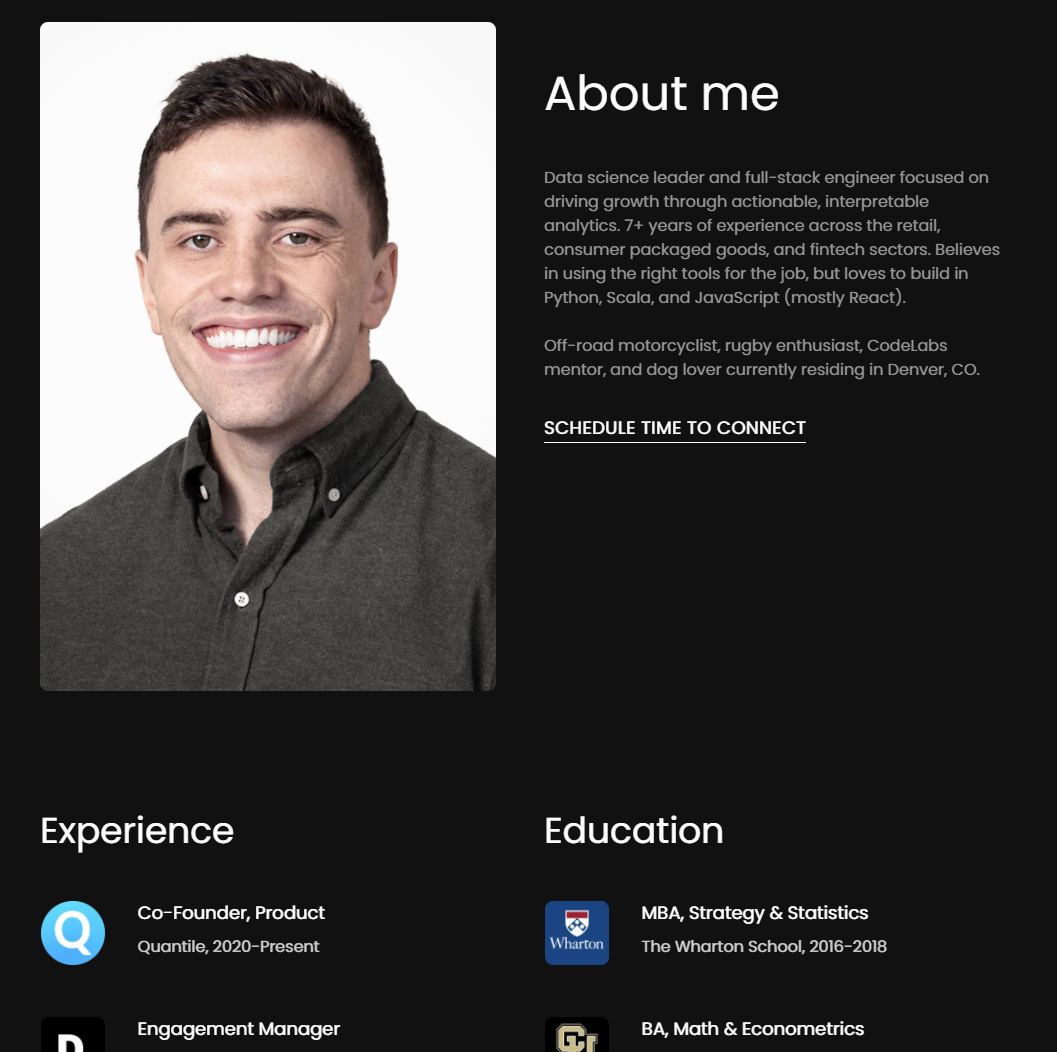 About me
Data science leader and full-stack engineer focused on
driving growth through actionable, interpretable
analytics. 7+ years of experience across the retail,
consumer packaged goods, and fintech sectors. Believes
in using the right tools for the job, but loves to build in
Python, Scala, and JavaScript (mostly React).
Off-road motorcyclist, rugby enthusiast, CodeLabs
mentor, and dog lover currently residing in Denver, CO.
SCHEDULE TIME TO CONNECT
Experience
Q
Co-Founder, Product
Quantile, 2020-Present
Engagement Manager
Education
Wharton
MBA, Strategy & Statistics
The Wharton School, 2016-2018
BA, Math & Econometrics